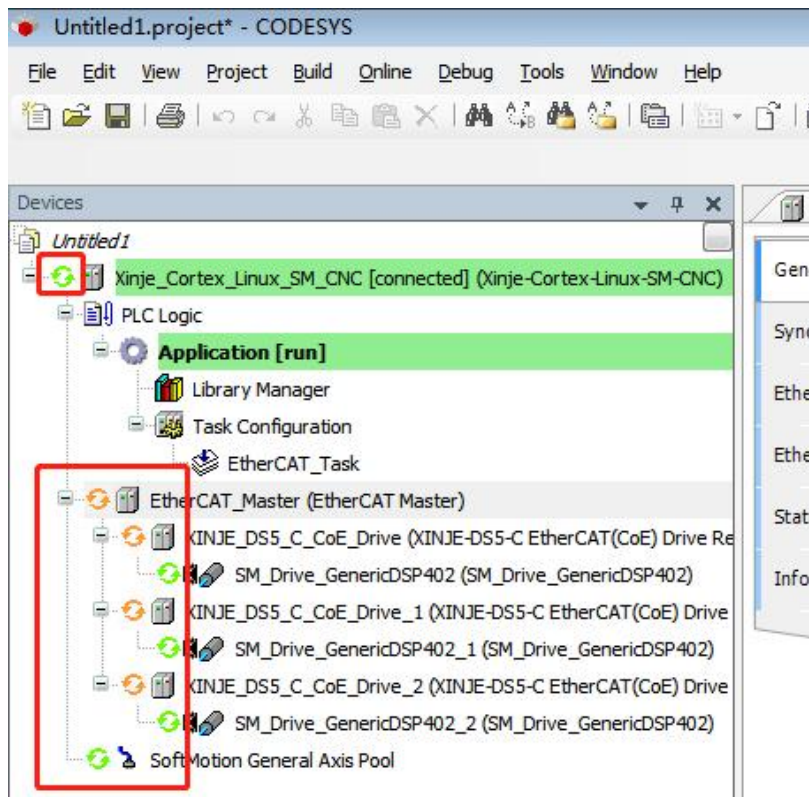 Untitled1.project* - CODESYS
File Edit View Project Build Online Debug Tools Window Help
Devices
Untitled1
Xinje_Cortex_Linux_SM_CNC [connected] (Xinje-Cortex-Linux-SM-CNC)
PLC Logic
Application [run]
Library Manager
Task Configuration
EtherCAT_Task
EtherCAT_Master (EtherCAT Master)
XINJE_DS5_C_CoE_Drive (XINJE-DS5-C EtherCAT(CoE) Drive Re
SM_Drive_GenericDSP402 (SM_Drive_GenericDSP402)
XINJE_DS5_C_CoE_Drive_1 (XINJE-DS5-C EtherCAT(CoE) Drive
SM_Drive_GenericDSP402_1 (SM_Drive_GenericDSP402)
XINJE_DS5_C_CoE_Drive_2 (XINJE-DS5-C EtherCAT(CoE) Drive
SM_Drive_GenericDSP402_2 (SM_Drive_GenericDSP402)
SoftMotion General Axis Pool
Gen
Sync
Ethe
Ethe
Stat
Info